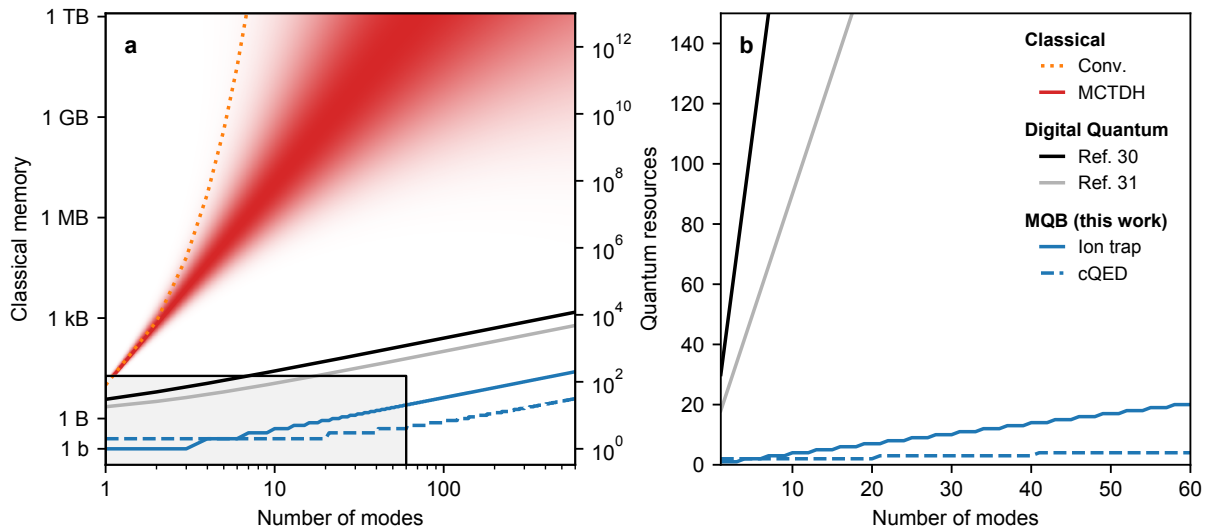 a
1 TB
1 GB
1 MB
1 kB
1 B
1 b
Classical memory
10^12
10^10
10^8
10^6
10^4
10^2
10^0
1
10
100
Number of modes
b
Quantum resources
140
120
100
80
60
40
20
0
10
20
30
40
50
60
Number of modes
Classical
Conv.
MCTDH
Digital Quantum
Ref. 30
Ref. 31
MQB (this work)
Ion trap
cQED